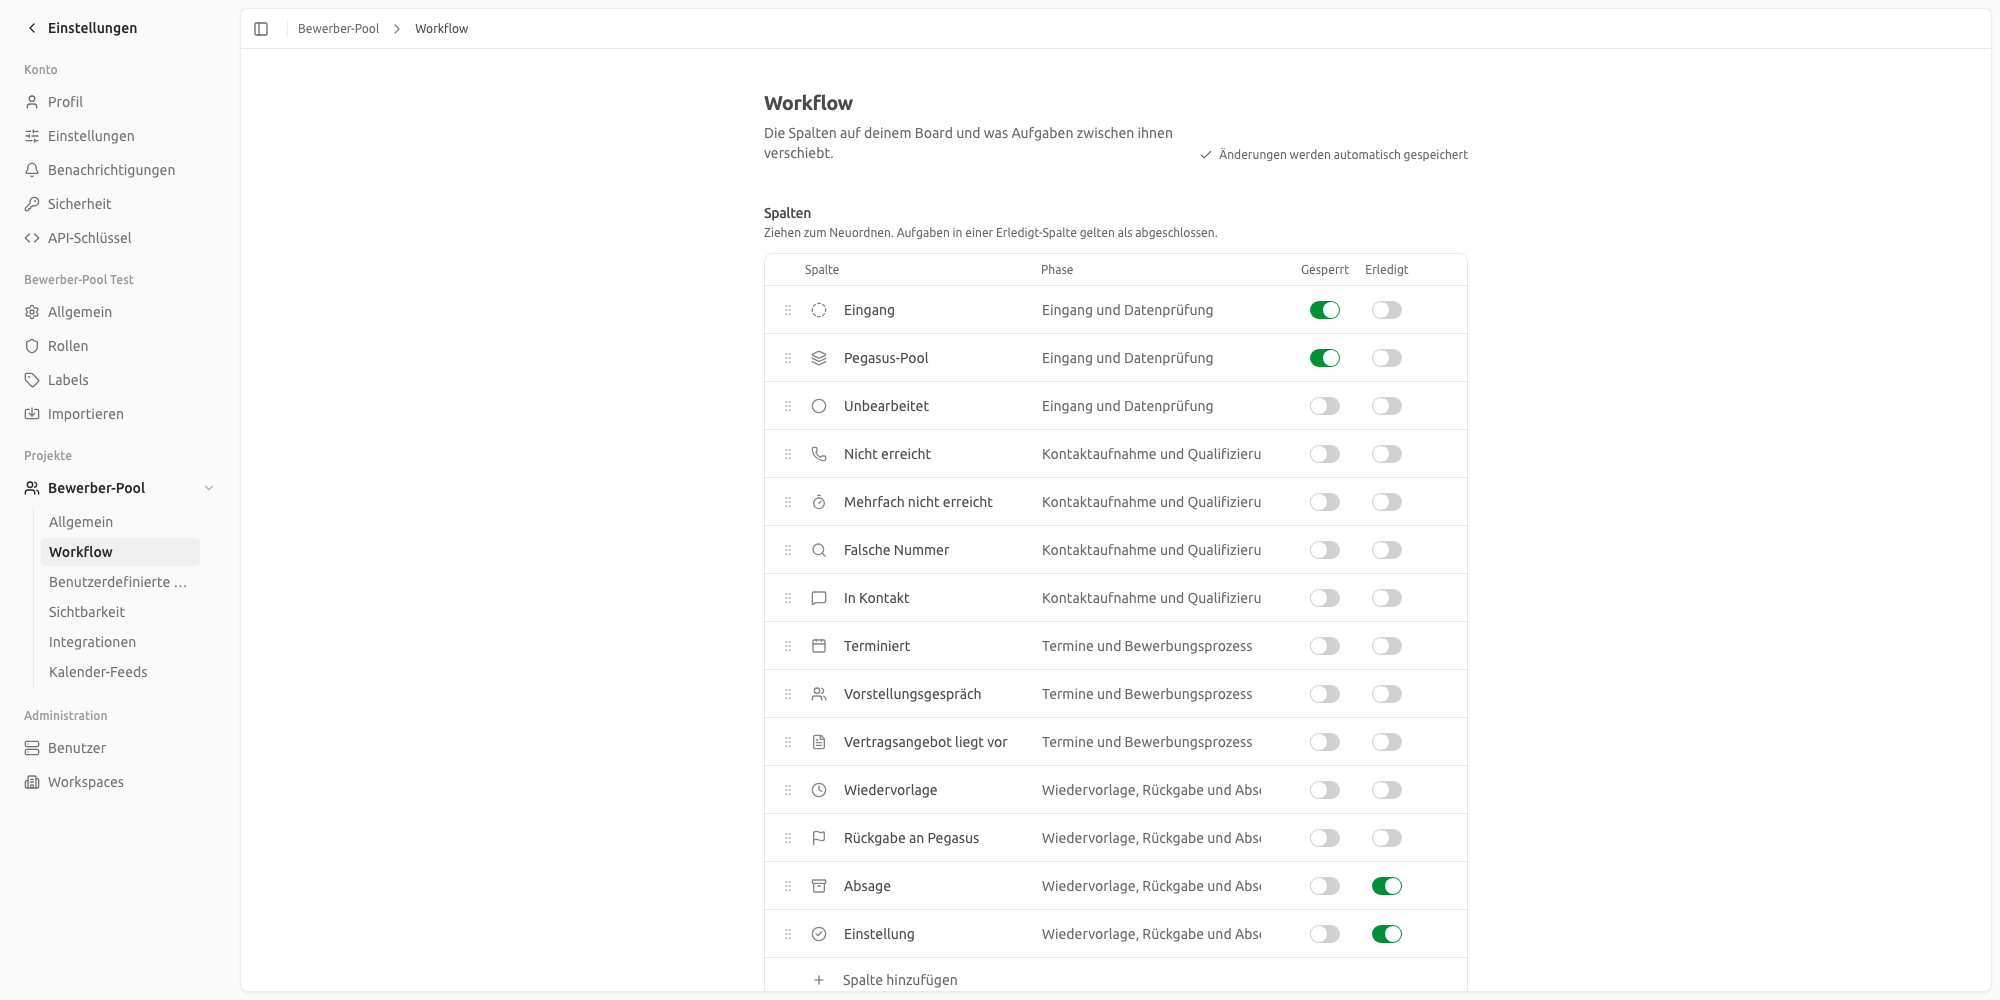 Einstellungen
Konto
Profil
Einstellungen
Benachrichtigungen
Sicherheit
API-Schlüssel
Bewerber-Pool Test
Allgemein
Rollen
Labels
Importieren
Projekte
Bewerber-Pool
Allgemein
Workflow
Benutzerdefinierte …
Sichtbarkeit
Integrationen
Kalender-Feeds
Administration
Benutzer
Workspaces
Bewerber-Pool > Workflow
Workflow
Die Spalten auf deinem Board und was Aufgaben zwischen ihnen
verschiebt.
Änderungen werden automatisch gespeichert
Spalten
Ziehen zum Neuordnen. Aufgaben in einer Erledigt-Spalte gelten als abgeschlossen.
Spalte Phase Gesperrt Erledigt
Eingang Eingang und Datenprüfung
Pegasus-Pool Eingang und Datenprüfung
Unbearbeitet Eingang und Datenprüfung
Nicht erreicht Kontaktaufnahme und Qualifizieru
Mehrfach nicht erreicht Kontaktaufnahme und Qualifizieru
Falsche Nummer Kontaktaufnahme und Qualifizieru
In Kontakt Kontaktaufnahme und Qualifizieru
Terminiert Termine und Bewerbungsprozess
Vorstellungsgespräch Termine und Bewerbungsprozess
Vertragsangebot liegt vor Termine und Bewerbungsprozess
Wiedervorlage Wiedervorlage, Rückgabe und Abs
Rückgabe an Pegasus Wiedervorlage, Rückgabe und Abs
Absage Wiedervorlage, Rückgabe und Abs
Einstellung Wiedervorlage, Rückgabe und Abs
Spalte hinzufügen